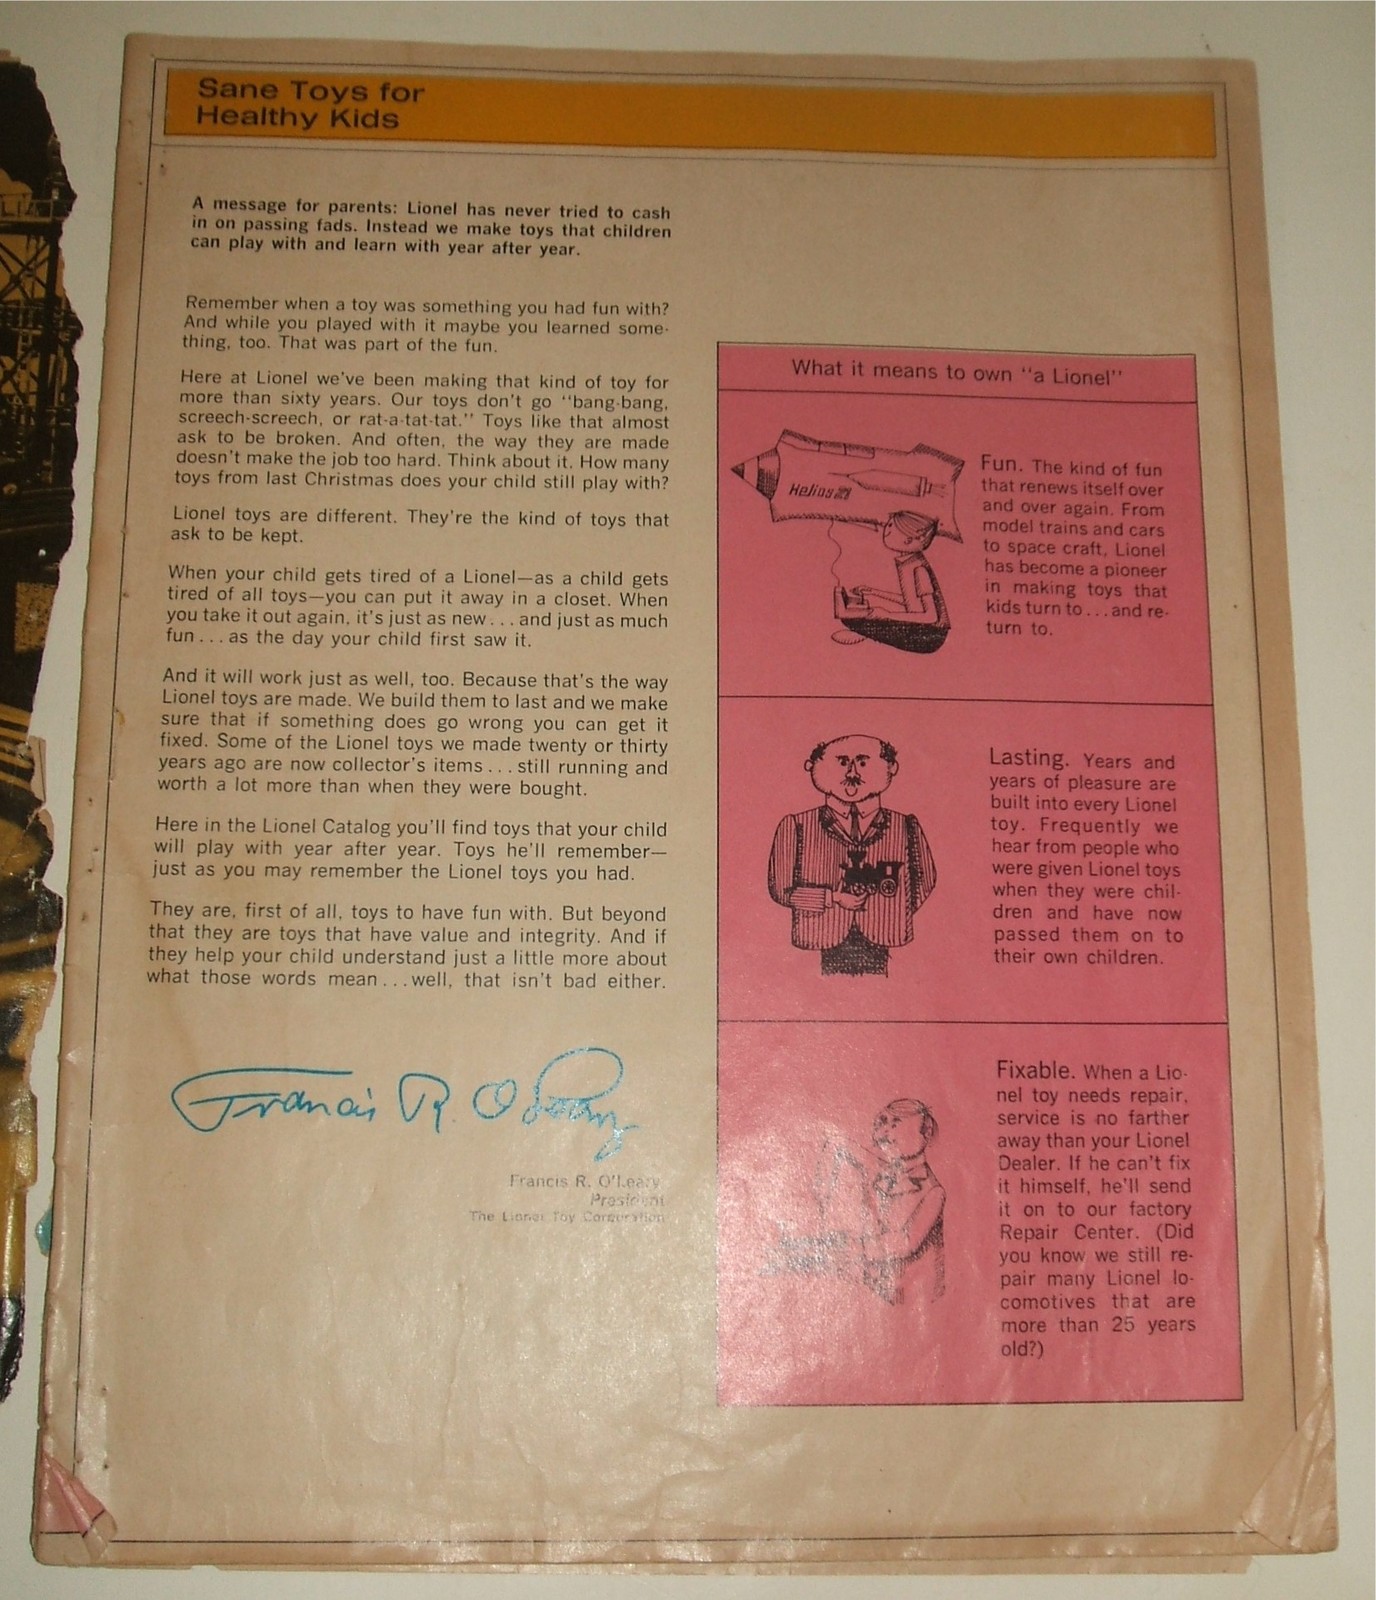 Sane Toys for
Healthy Kids
A message for parents: Lionel has never tried to cash
in on passing fads. Instead we make toys that children
can play with and learn with year after year.
Remember when a toy was something you had fun with?
And while you played with it maybe you learned some-
thing, too. That was part of the fun.
Here at Lionel we've been making that kind of toy for
more than sixty years. Our toys don't go "bang-bang,
screech-screech, or rat-a-tat-tat." Toys like that almost
ask to be broken. And often, the way they are made
doesn't make the job too hard. Think about it. How many
toys from last Christmas does your child still play with?
Lionel toys are different. They're the kind of toys that
ask to be kept.
When your child gets tired of a Lionel—as a child gets
tired of all toys—you can put it away in a closet. When
you take it out again, it's just as new...and just as much
fun...as the day your child first saw it.
And it will work just as well, too. Because that's the way
Lionel toys are made. We build them to last and we make
sure that if something does go wrong you can get it
fixed. Some of the Lionel toys we made twenty or thirty
years ago are now collector's items...still running and
worth a lot more than when they were bought.
Here in the Lionel Catalog you'll find toys that your child
will play with year after year. Toys he'll remember—
just as you may remember the Lionel toys you had.
They are, first of all, toys to have fun with. But beyond
that they are toys that have value and integrity. And if
they help your child understand just a little more about
what those words mean...well, that isn't bad either.
Francis R. O'Leary
Francis R. O'Leary
President
The Lionel Toy Corporation
What it means to own "a Lionel"
Helios 21
Fun. The kind of fun
that renews itself over
and over again. From
model trains and cars
to space craft, Lionel
has become a pioneer
in making toys that
kids turn to...and re-
turn to.
Lasting. Years and
years of pleasure are
built into every Lionel
toy. Frequently we
hear from people who
were given Lionel toys
when they were chil-
dren and have now
passed them on to
their own children.
Fixable. When a Lio-
nel toy needs repair,
service is no farther
away than your Lionel
Dealer. If he can't fix
it himself, he'll send
it on to our factory
Repair Center. (Did
you know we still re-
pair many Lionel lo-
comotives that are
more than 25 years
old?)